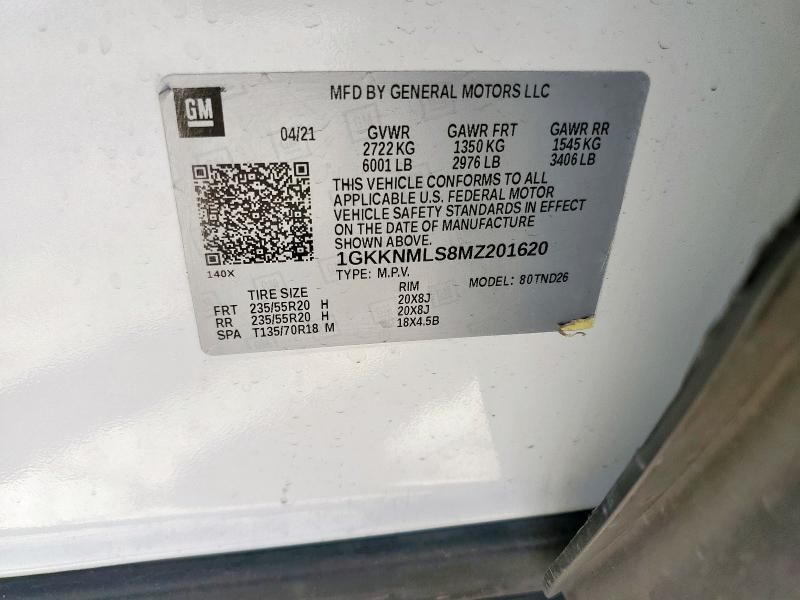 MFD BY GENERAL MOTORS LLC
GM
04/21 GVWR GAWR FRT GAWR RR
2722 KG 1350 KG 1545 KG
6001 LB 2976 LB 3406 LB
THIS VEHICLE CONFORMS TO ALL
APPLICABLE U.S. FEDERAL MOTOR
VEHICLE SAFETY STANDARDS IN EFFECT
ON THE DATE OF MANUFACTURE
SHOWN ABOVE.
1GKKNMLS8MZ201620
140X
TYPE: M.P.V. MODEL: 80TND26
TIRE SIZE RIM
FRT 235/55R20 H 20X8J
RR 235/55R20 H 20X8J
SPA T135/70R18 M 18X4.5B